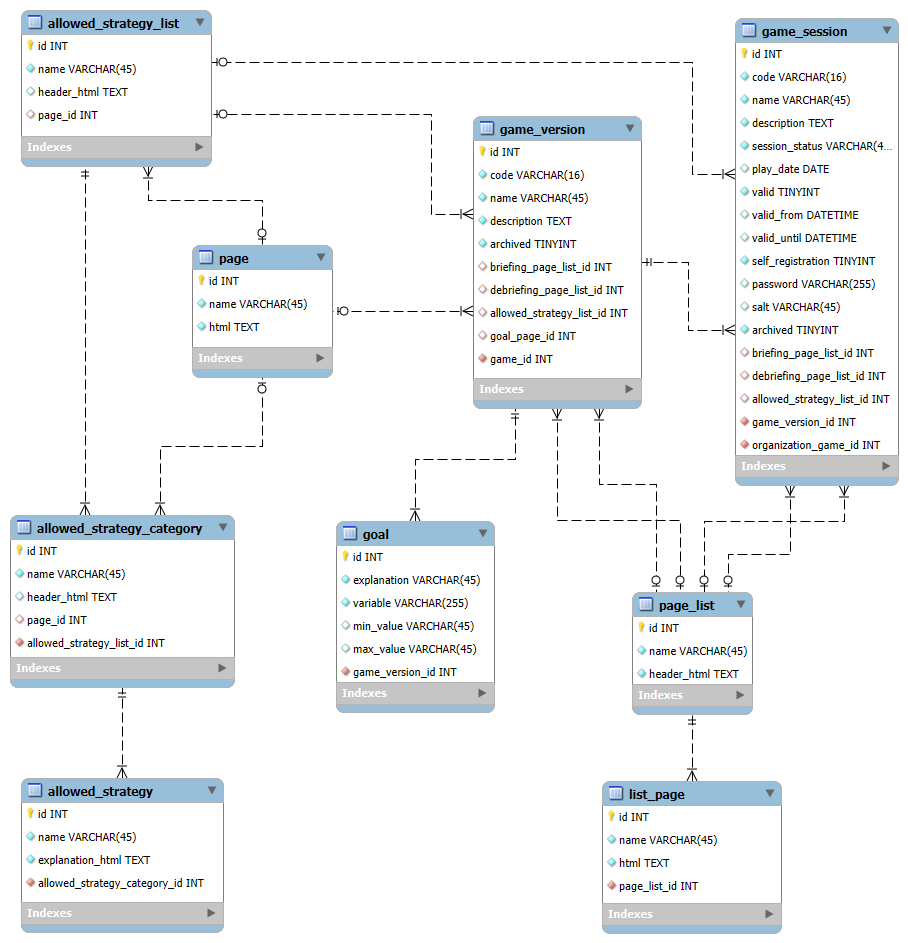 allowed_strategy_list
id INT
name VARCHAR(45)
header_html TEXT
page_id INT
Indexes
game_session
id INT
code VARCHAR(16)
name VARCHAR(45)
description TEXT
session_status VARCHAR(4...
play_date DATE
valid TINYINT
valid_from DATETIME
valid_until DATETIME
self_registration TINYINT
password VARCHAR(255)
salt VARCHAR(45)
archived TINYINT
briefing_page_list_id INT
debriefing_page_list_id INT
allowed_strategy_list_id INT
game_version_id INT
organization_game_id INT
Indexes
game_version
id INT
code VARCHAR(16)
name VARCHAR(45)
description TEXT
archived TINYINT
briefing_page_list_id INT
debriefing_page_list_id INT
allowed_strategy_list_id INT
goal_page_id INT
game_id INT
Indexes
page
id INT
name VARCHAR(45)
html TEXT
Indexes
allowed_strategy_category
id INT
name VARCHAR(45)
header_html TEXT
page_id INT
allowed_strategy_list_id INT
Indexes
goal
id INT
explanation VARCHAR(45)
variable VARCHAR(255)
min_value VARCHAR(45)
max_value VARCHAR(45)
game_version_id INT
Indexes
page_list
id INT
name VARCHAR(45)
header_html TEXT
Indexes
allowed_strategy
id INT
name VARCHAR(45)
explanation_html TEXT
allowed_strategy_category_id INT
Indexes
list_page
id INT
name VARCHAR(45)
html TEXT
page_list_id INT
Indexes